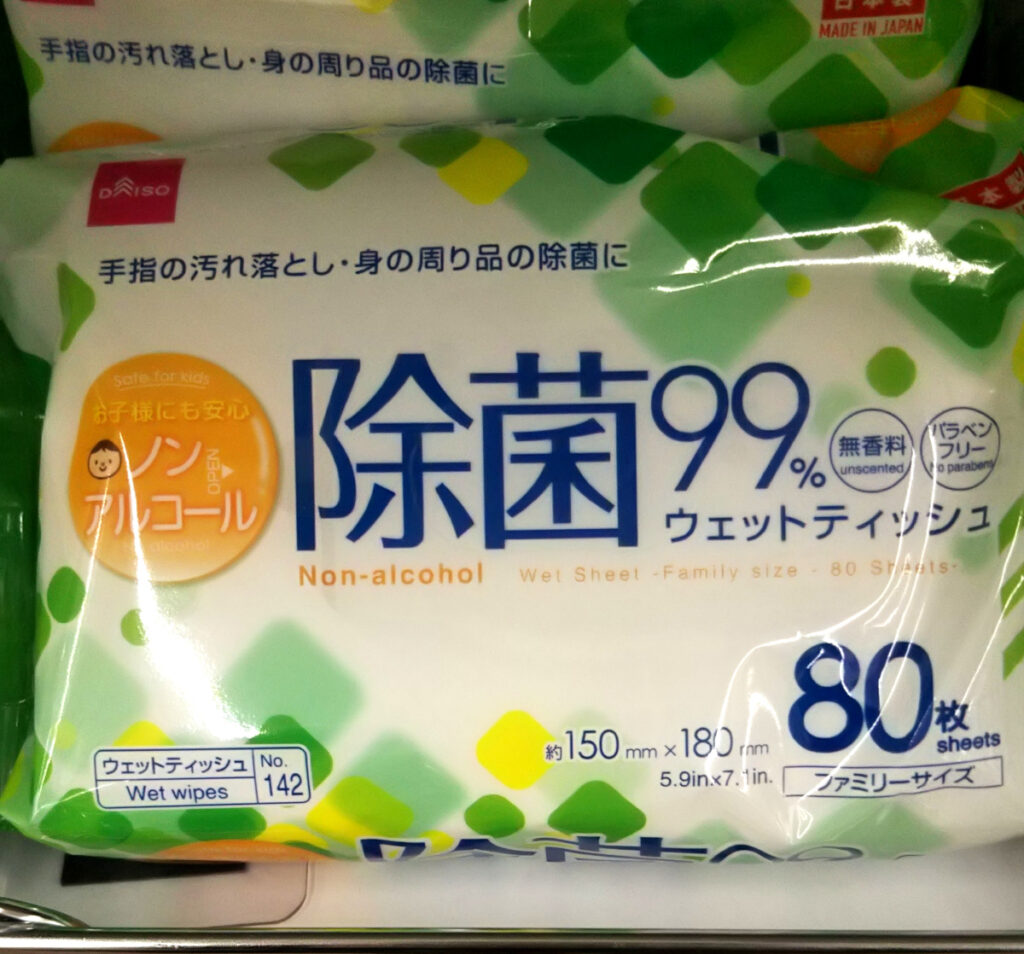 日本製
MADE IN JAPAN
手指の汚れ落とし・身の周り品の除菌に
DAISO
手指の汚れ落とし・身の周り品の除菌に
Safe for kids
お子様にも安心
ノン
アルコール
OPEN
除菌99%
無香料
unscented
パラベン
フリー
No paraben
ウェットティッシュ
Non-alcohol Wet Sheet -Family size - 80 Sheets-
80枚
sheets
約150mm×180mm
5.9in.x7.1in.
ファミリーサイズ
ウェットティッシュ
Wet wipes
No.
142